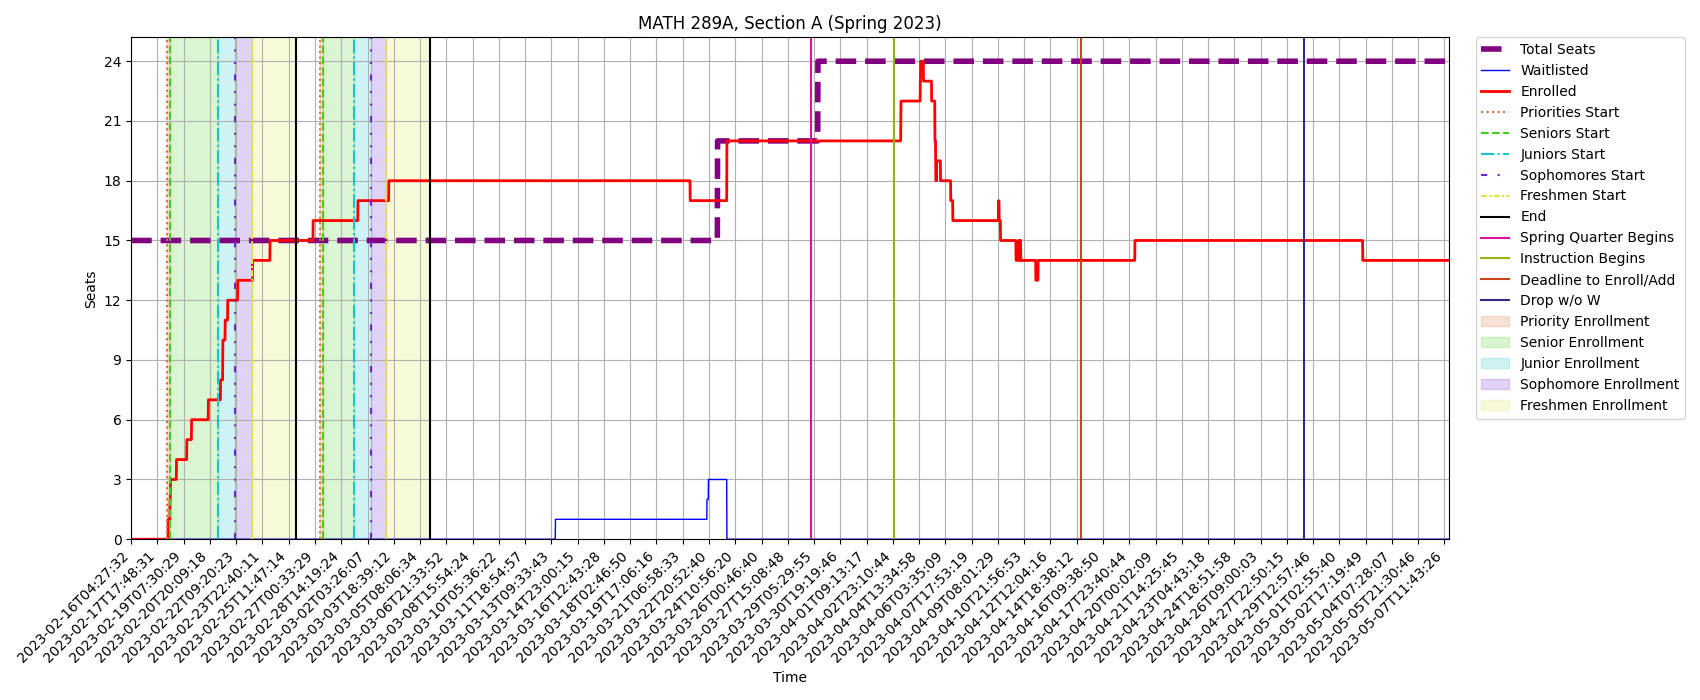 MATH 289A, Section A (Spring 2023)
Seats
24
21
18
15
12
9
6
3
0
2023-02-16T04:27:32
2023-02-17T17:48:31
2023-02-19T07:30:29
2023-02-20T20:09:18
2023-02-22T09:20:23
2023-02-23T22:40:11
2023-02-25T11:47:14
2023-02-27T00:33:29
2023-02-28T14:19:24
2023-03-02T03:26:07
2023-03-03T18:39:12
2023-03-05T08:06:34
2023-03-06T21:33:52
2023-03-08T15:54:24
2023-03-10T05:36:22
2023-03-11T18:54:57
2023-03-13T09:33:43
2023-03-14T23:00:15
2023-03-16T12:43:28
2023-03-18T02:46:50
2023-03-19T17:06:16
2023-03-21T06:58:33
2023-03-22T20:52:40
2023-03-24T10:56:20
2023-03-26T00:46:40
2023-03-27T15:08:48
2023-03-29T05:29:55
2023-03-30T19:19:46
2023-04-01T09:13:17
2023-04-02T23:10:44
2023-04-04T13:34:58
2023-04-06T03:35:09
2023-04-07T17:53:19
2023-04-09T08:01:29
2023-04-10T21:56:53
2023-04-12T12:04:16
2023-04-14T18:38:12
2023-04-16T09:38:50
2023-04-17T23:40:44
2023-04-20T00:02:09
2023-04-21T14:25:45
2023-04-23T04:43:18
2023-04-24T18:51:58
2023-04-26T09:00:03
2023-04-27T22:50:15
2023-04-29T12:57:46
2023-05-01T02:55:40
2023-05-02T17:19:49
2023-05-04T07:28:07
2023-05-05T21:30:46
2023-05-07T11:43:26
Time
Total Seats
Waitlisted
Enrolled
Priorities Start
Seniors Start
Juniors Start
Sophomores Start
Freshmen Start
End
Spring Quarter Begins
Instruction Begins
Deadline to Enroll/Add
Drop w/o W
Priority Enrollment
Senior Enrollment
Junior Enrollment
Sophomore Enrollment
Freshmen Enrollment